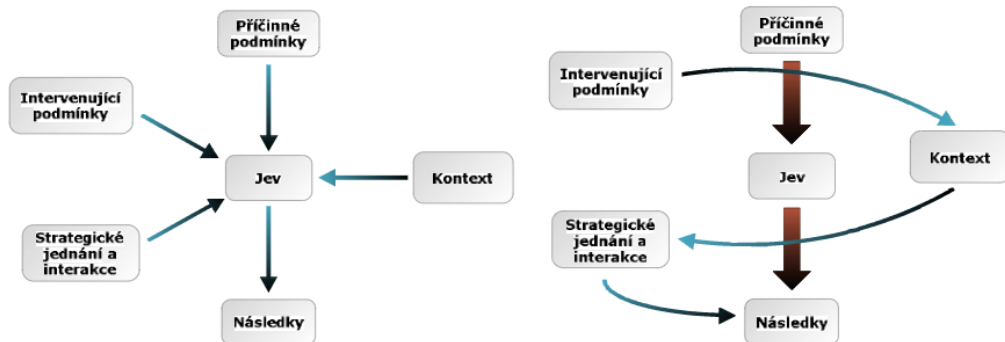 Příčinné
podmínky
Intervenující
podmínky
Jev
Kontext
Strategické
jednání a
interakce
Následky
Příčinné
podmínky
Intervenující
podmínky
Kontext
Jev
Strategické
jednání a
interakce
Následky